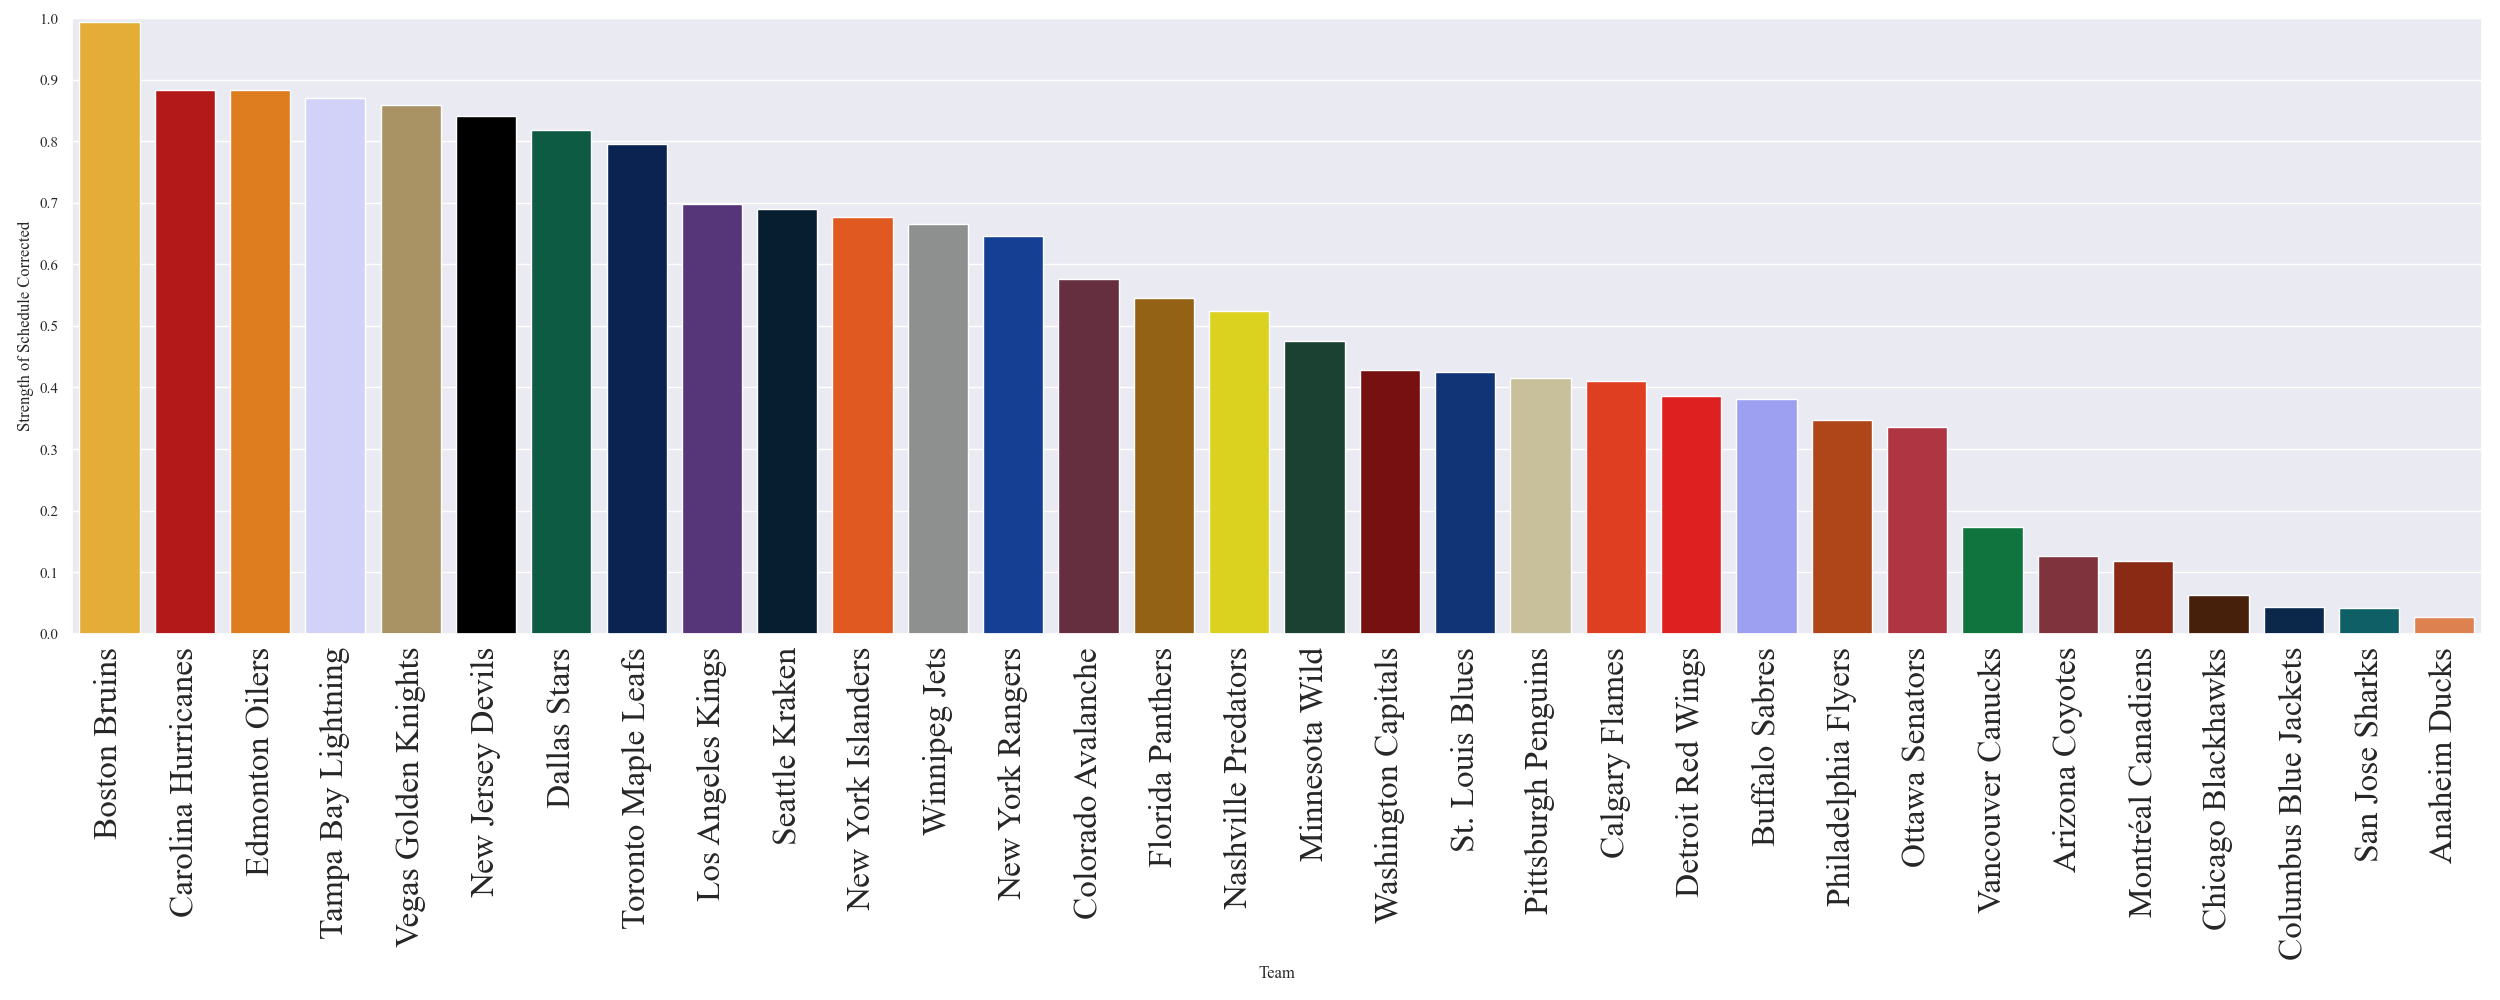 1.0
0.9
0.8
0.7
0.6
0.5
0.4
0.3
0.2
0.1
0.0
Strength of Schedule Corrected
Boston Bruins
Carolina Hurricanes
Edmonton Oilers
Tampa Bay Lightning
Vegas Golden Knights
New Jersey Devils
Dallas Stars
Toronto Maple Leafs
Los Angeles Kings
Seattle Kraken
New York Islanders
Winnipeg Jets
New York Rangers
Colorado Avalanche
Florida Panthers
Nashville Predators
Minnesota Wild
Washington Capitals
St. Louis Blues
Pittsburgh Penguins
Calgary Flames
Detroit Red Wings
Buffalo Sabres
Philadelphia Flyers
Ottawa Senators
Vancouver Canucks
Arizona Coyotes
Montréal Canadiens
Chicago Blackhawks
Columbus Blue Jackets
San Jose Sharks
Anaheim Ducks
Team